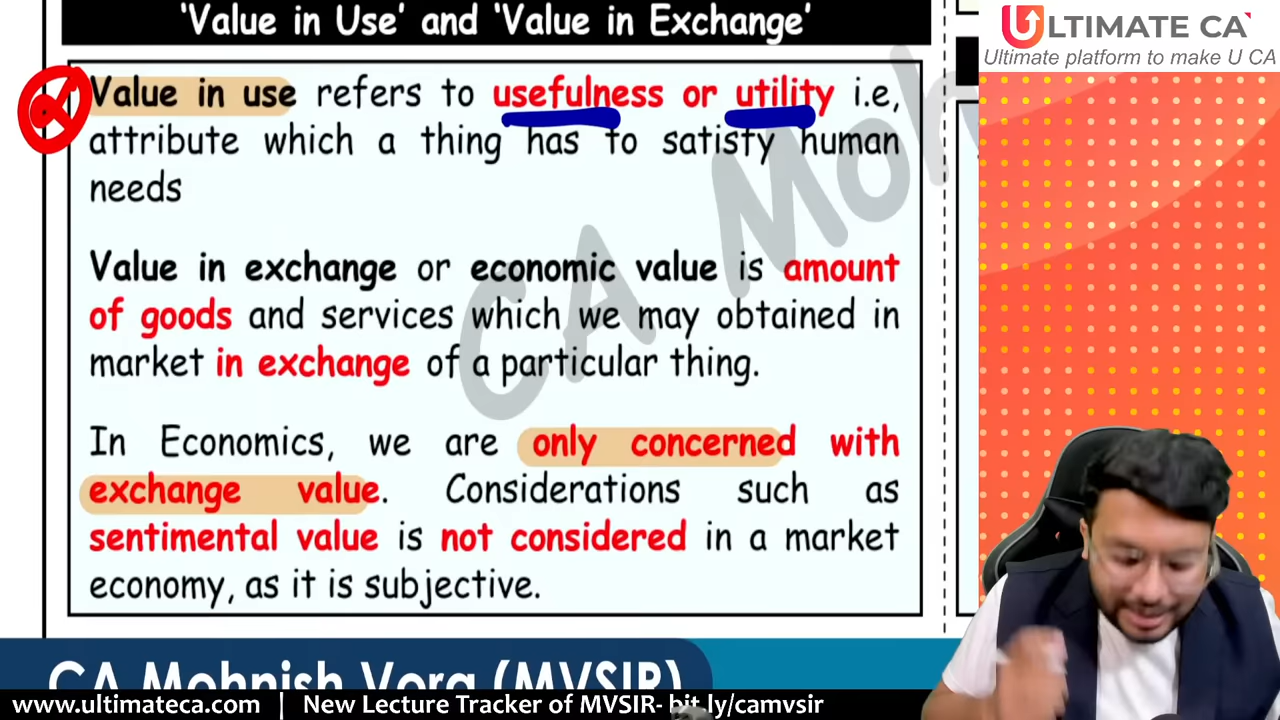 'Value in Use' and 'Value in Exchange'
ULTIMATE CA
Ultimate platform to make U CA
Value in use refers to usefulness or utility i.e,
attribute which a thing has to satisfy human
needs
Value in exchange or economic value is amount
of goods and services which we may obtained in
market in exchange of a particular thing.
In Economics, we are only concerned with
exchange value. Considerations such as
sentimental value is not considered in a market
economy, as it is subjective.
CA Moh
CA Mohnish Vora (MVSIR)
www.ultimateca.com | New Lecture Tracker of MVSIR- bit.ly/camvsir